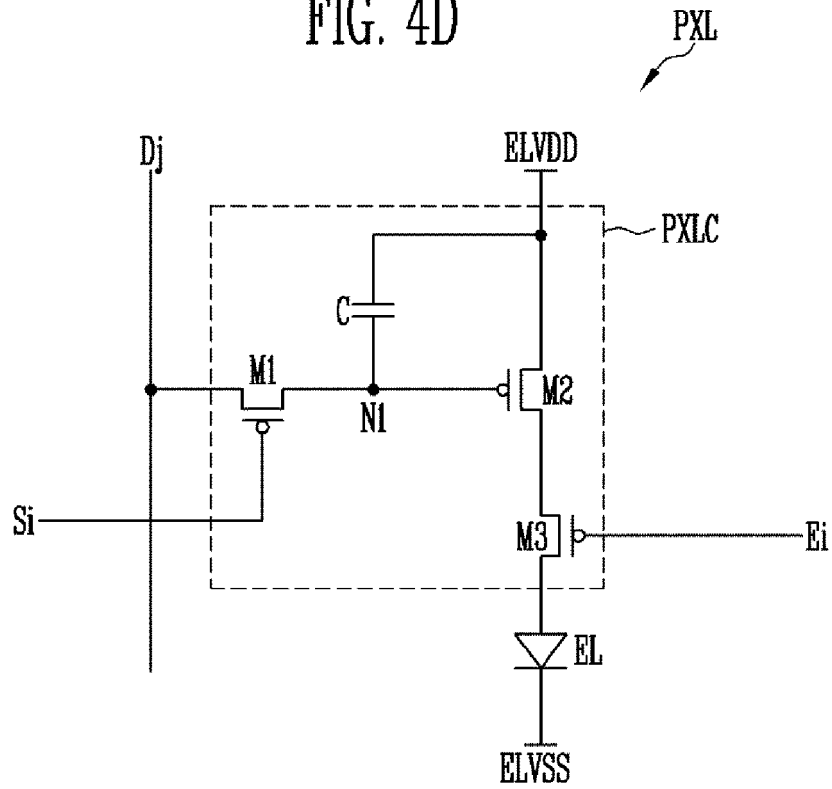 FIG. 4D
PXL
Dj
ELVDD
PXLC
C
M1
M2
N1
Si
M3
Ei
EL
ELVSS